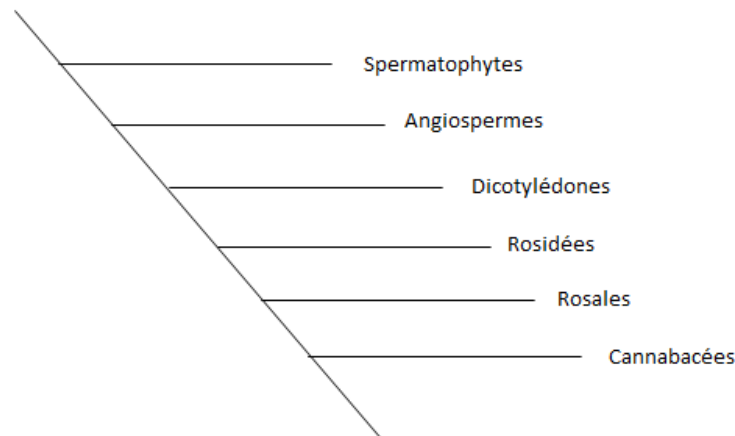 Spermatophytes
Angiospermes
Dicotylédones
Rosidées
Rosales
Cannabacées